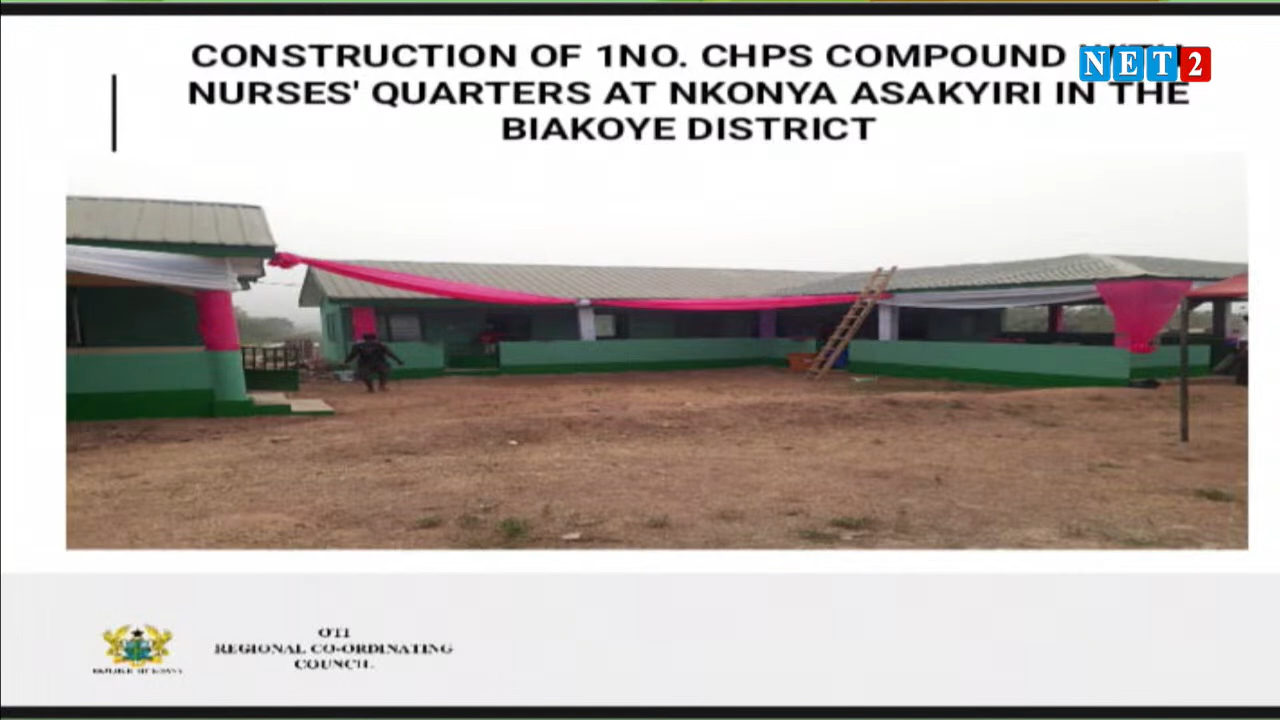 CONSTRUCTION OF 1NO. CHPS COMPOUND
NET2
NURSES' QUARTERS AT NKONYA ASAKYIRI IN THE
BIAKOYE DISTRICT
OTI
REGIONAL CO-ORDINATING
COUNCIL